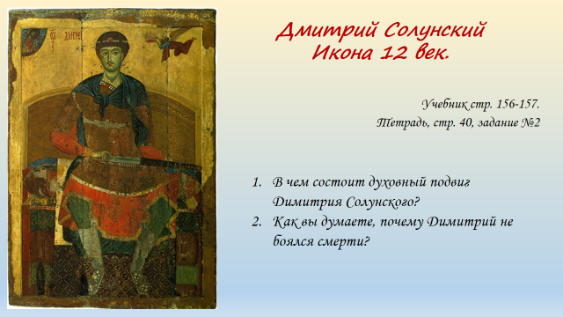 Дмитрий Солунский
Икона 12 век.
Учебник стр. 156-157.
Тетрадь, стр. 40, задание №2
1. В чем состоит духовный подвиг
Димитрия Солунского?
2. Как вы думаете, почему Димитрий не
боялся смерти?